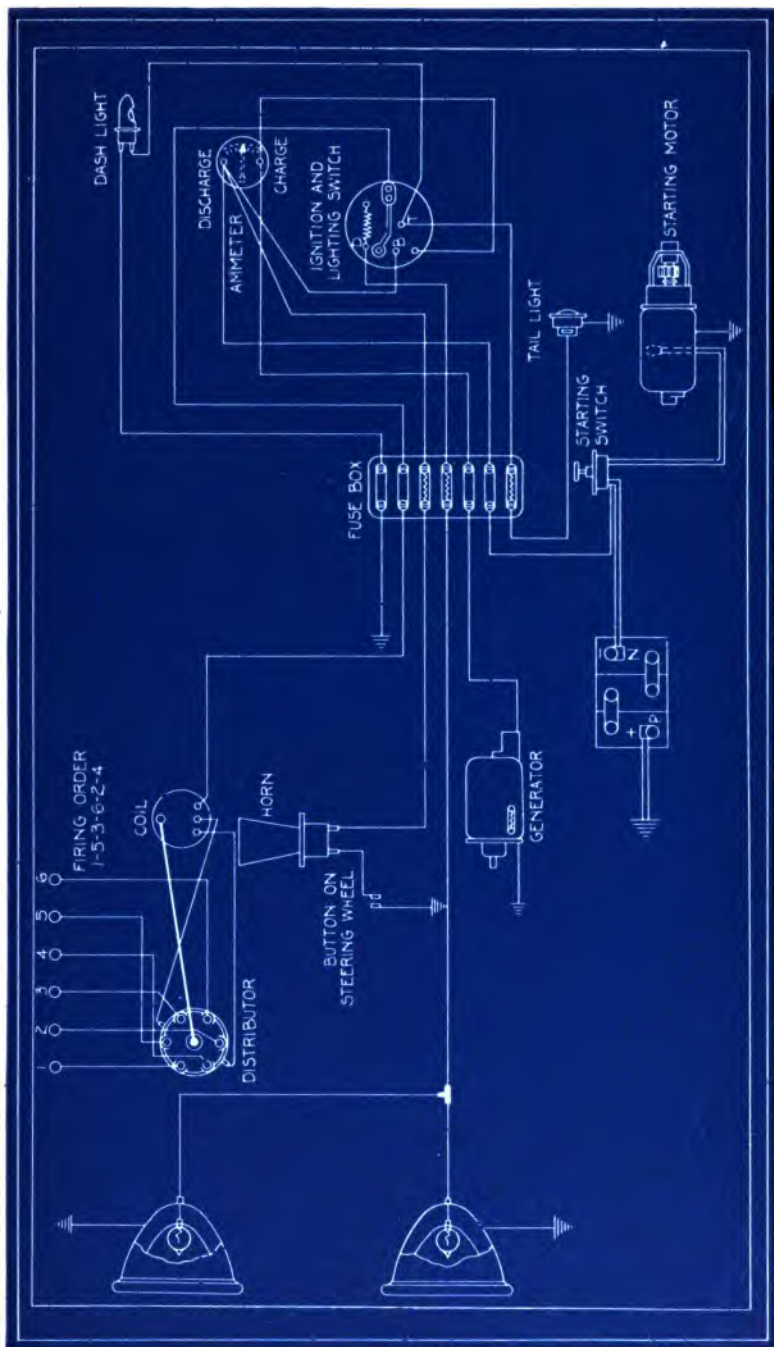 DASH LIGHT
DISCHARGE
AMMETER
CHARGE
IGNITION AND
LIGHTING SWITCH
D
B
T
TAIL LIGHT
STARTING MOTOR
STARTING
SWITCH
FUSE BOX
FIRING ORDER
1-5-3-6-2-4
COIL
HORN
BUTTON ON
STEERING WHEEL
GENERATOR
N
+
P
1 2 3 4 5 6
DISTRIBUTOR